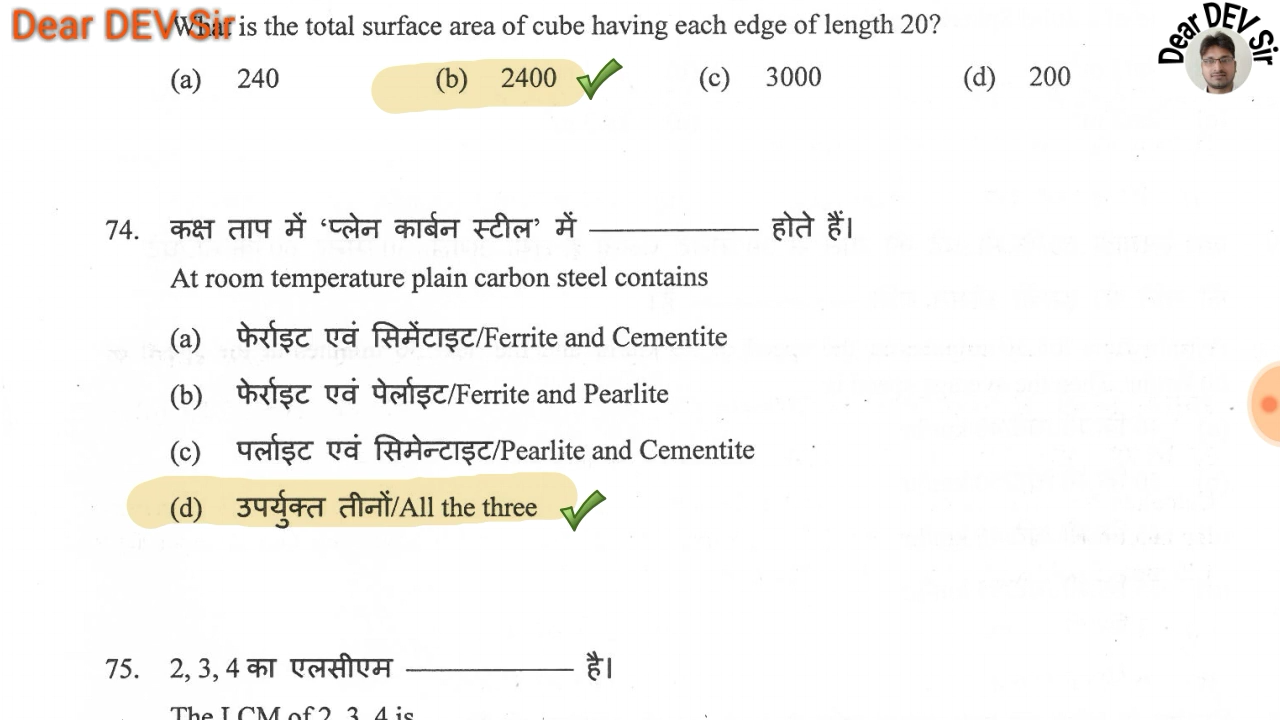 Dear DEV Sir
What is the total surface area of cube having each edge of length 20?
Dear DEV Sir
(a) 240 (b) 2400 (c) 3000 (d) 200
74. कक्ष ताप में ‘प्लेन कार्बन स्टील’ में ____________ होते हैं।
At room temperature plain carbon steel contains
(a) फेर्राइट एवं सिमेंटाइट/Ferrite and Cementite
(b) फेर्राइट एवं पेर्लाइट/Ferrite and Pearlite
(c) पर्लाइट एवं सिमेन्टाइट/Pearlite and Cementite
(d) उपर्युक्त तीनों/All the three
75. 2, 3, 4 का एलसीएम ____________ है।
The LCM of 2, 3, 4 is